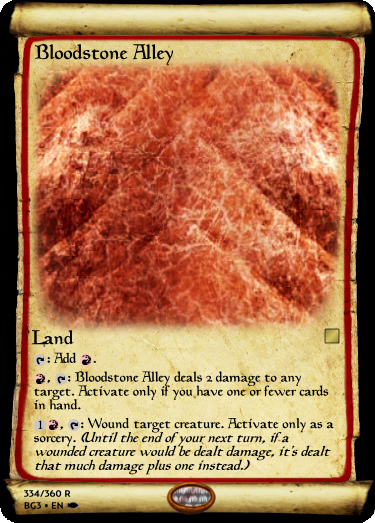 Bloodstone Alley
Land
: Add .
, : Bloodstone Alley deals 2 damage to any
target. Activate only if you have one or fewer cards
in hand.
1 , : Wound target creature. Activate only as a
sorcery. (Until the end of your next turn, if a
wounded creature would be dealt damage, it's dealt
that much damage plus one instead.)
334/360 R
BG3 • EN